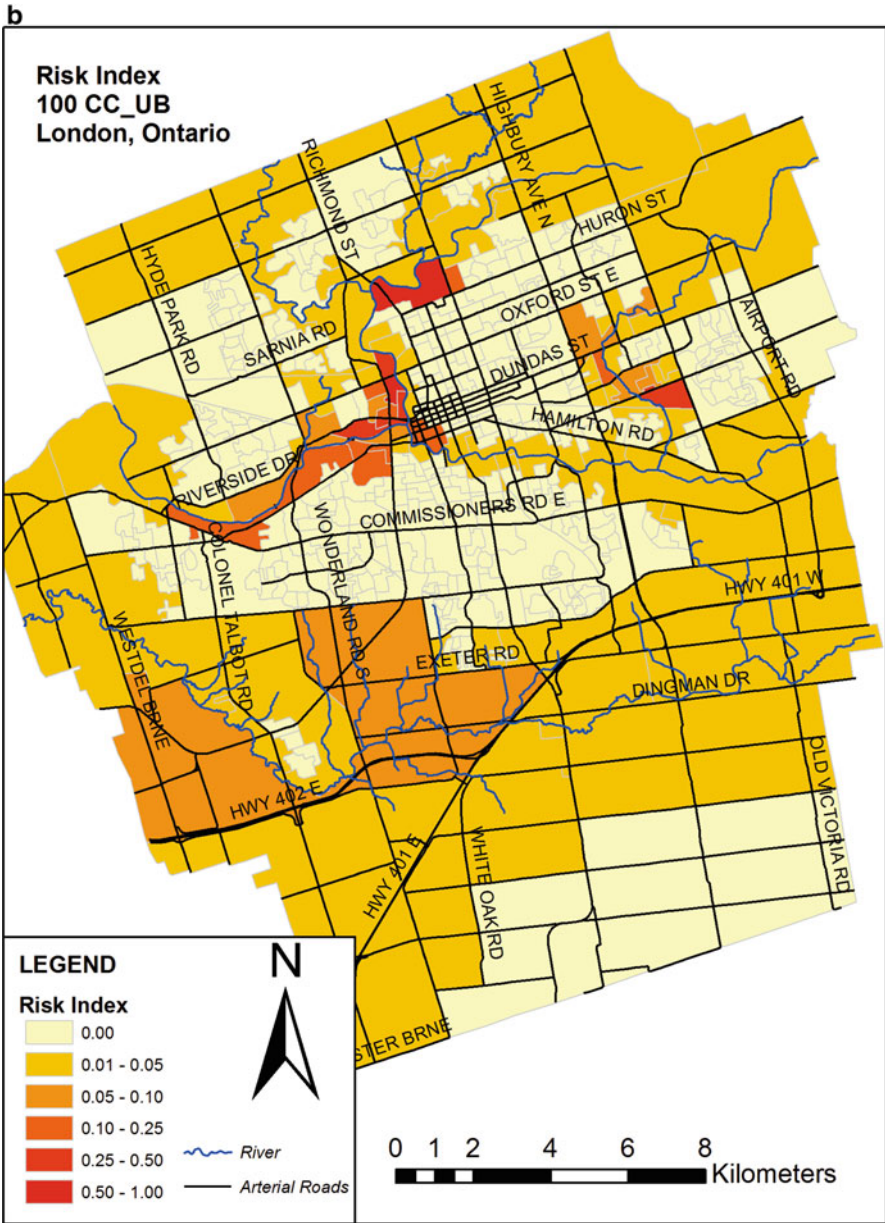 b
Risk Index
100 CC_UB
London, Ontario
HIGHBURY AVE N
RICHMOND ST
HURON ST
HYDE PARK RD
OXFORD ST E
SARNIA RD
AIRPORT RD
DUNDAS ST
HAMILTON RD
RIVERSIDE DR
COMMISSIONERS RD E
COLONEL TALBOT RD
WONDERLAND RD S
HWY 401 W
WESTDEL BRNE
EXETER RD
DINGMAN DR
HWY 402 E
OLD VICTORIA RD
HWY 401 E
WHITE OAK RD
STER BRNE
LEGEND
N
Risk Index
0.00
0.01 - 0.05
0.05 - 0.10
0.10 - 0.25
0.25 - 0.50
0.50 - 1.00
River
Arterial Roads
0 1 2 4 6 8
Kilometers